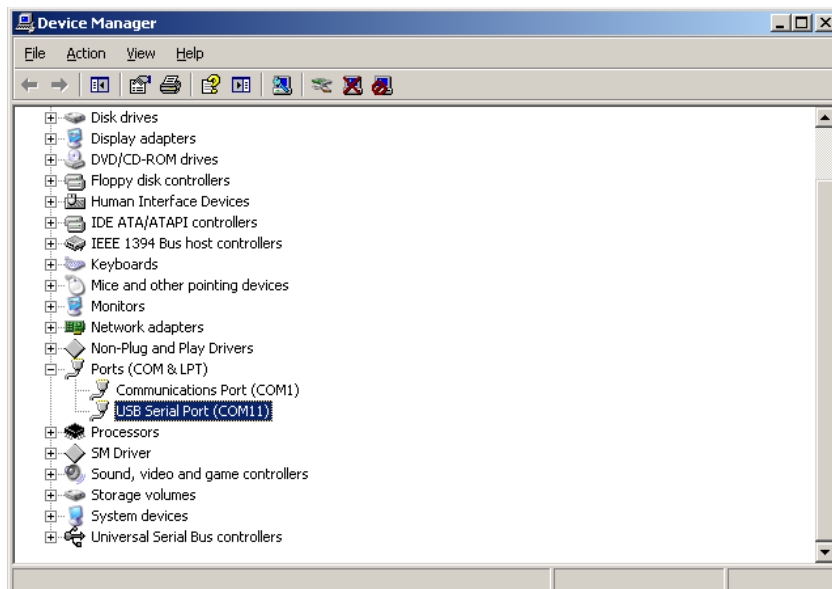 Device Manager
File Action View Help
Disk drives
Display adapters
DVD/CD-ROM drives
Floppy disk controllers
Human Interface Devices
IDE ATA/ATAPI controllers
IEEE 1394 Bus host controllers
Keyboards
Mice and other pointing devices
Monitors
Network adapters
Non-Plug and Play Drivers
Ports (COM & LPT)
Communications Port (COM1)
USB Serial Port (COM11)
Processors
SM Driver
Sound, video and game controllers
Storage volumes
System devices
Universal Serial Bus controllers